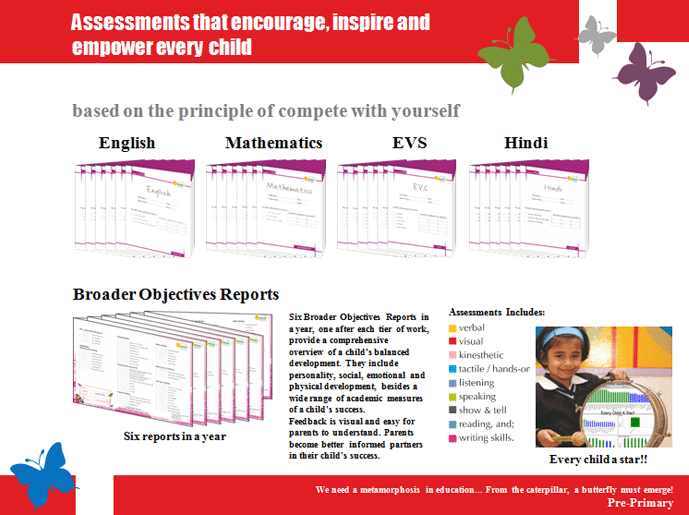 Assessments that encourage, inspire and
empower every child
based on the principle of compete with yourself
English
Mathematics
EVS
Hindi
English
Mathematics
EVS
Hindi
Broader Objectives Reports
Six reports in a year
Six Broader Objectives Reports in
a year, one after each tier of work,
provide a comprehensive
overview of a child's balanced
development. They include
personality, social, emotional and
physical development, besides a
wide range of academic measures
of a child's success.
Feedback is visual and easy for
parents to understand. Parents
become better informed partners
in their child's success.
Assessments Includes:
verbal
visual
kinesthetic
tactile / hands-on
listening
speaking
show & tell
reading, and;
writing skills.
Every Child A Star!
Every child a star!!
We need a metamorphosis in education... From the caterpillar, a butterfly must emerge!
Pre-Primary